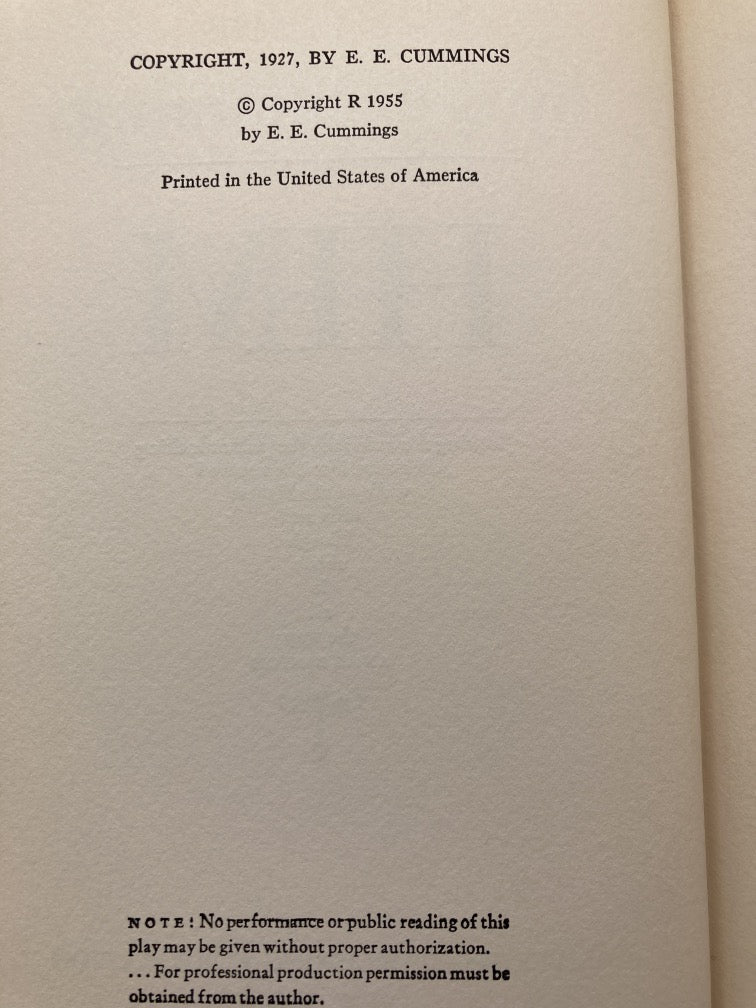 COPYRIGHT, 1927, BY E. E. CUMMINGS
© Copyright R 1955
by E. E. Cummings
Printed in the United States of America
NOTE: No performance or public reading of this
play may be given without proper authorization.
... For professional production permission must be
obtained from the author.